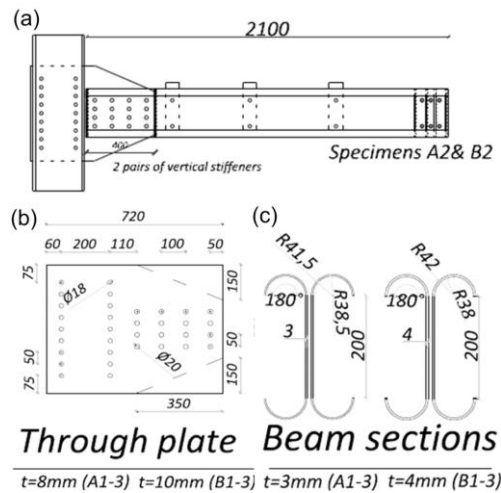 (a)
2100
400
2 pairs of vertical stiffeners
Specimens A2& B2
(b)
720
60 200 110 100 50
75
Ø18
150
50
Ø20
50
75
150
350
Through plate
t=8mm (A1-3) t=10mm (B1-3)
(c)
R41,5
R42
180°
R38,5
180°
R38
3
200
4
200
Beam sections
t=3mm (A1-3) t=4mm (B1-3)